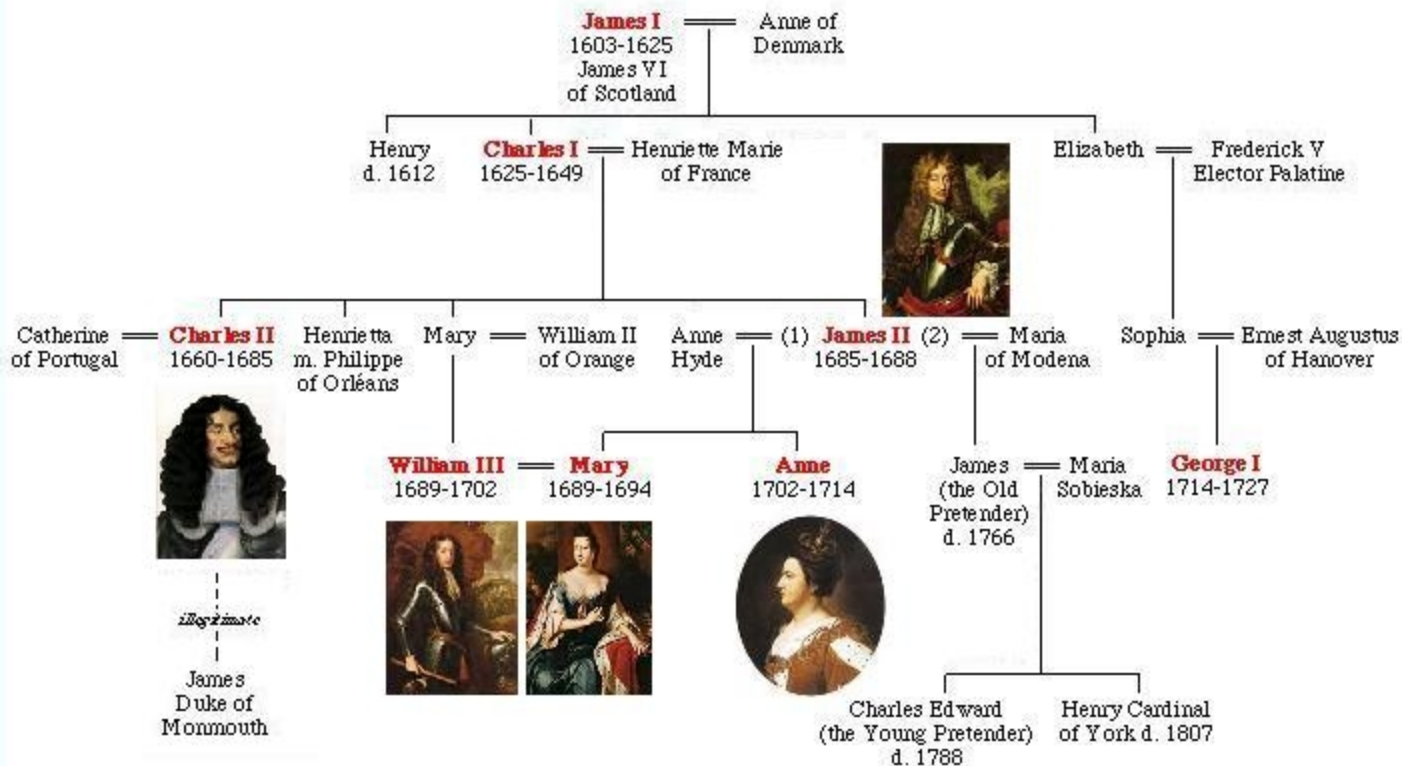 James I
1603-1625
James VI
of Scotland
Anne of
Denmark
Henry
d. 1612
Charles I
1625-1649
Henriette Marie
of France
Elizabeth
Frederick V
Elector Palatine
Catherine
of Portugal
Charles II
1660-1685
Henrietta
m. Philippe
of Orléans
Mary
William II
of Orange
Anne
Hyde
(1) James II (2)
1685-1688
Maria
of Modena
Sophia
Ernest Augustus
of Hanover
William III
1689-1702
Mary
1689-1694
Anne
1702-1714
James
(the Old
Pretender)
d. 1766
Maria
Sobieska
George I
1714-1727
illegitimate
James
Duke of
Monmouth
Charles Edward
(the Young Pretender)
d. 1788
Henry Cardinal
of York d. 1807